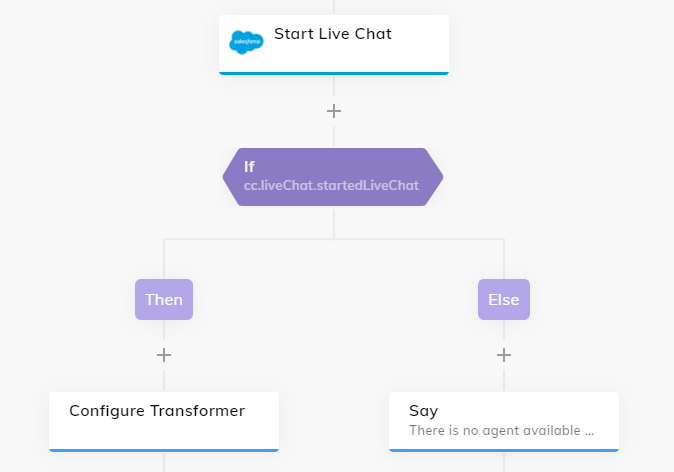 salesforce
Start Live Chat
If
cc.liveChat.startedLiveChat
Then
Else
Configure Transformer
Say
There is no agent available ...